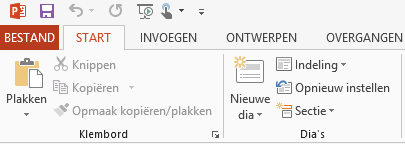 BESTAND START INVOEGEN ONTWERPEN OVERGANGEN
Plakken
Knippen
Kopiëren
Opmaak kopiëren/plakken
Klembord
Nieuwe
dia
Indeling
Opnieuw instellen
Sectie
Dia's